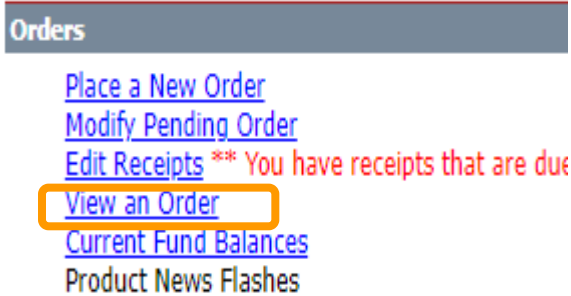 Orders
Place a New Order
Modify Pending Order
Edit Receipts ** You have receipts that are due
View an Order
Current Fund Balances
Product News Flashes